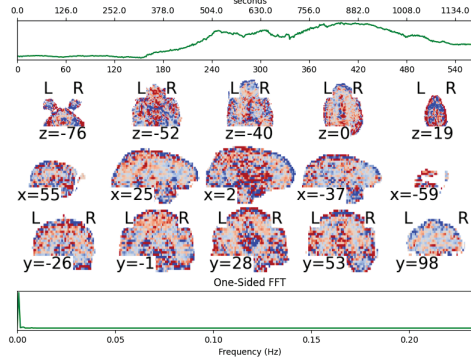 seconds
0.0 126.0 252.0 378.0 504.0 630.0 756.0 882.0 1008.0 1134.0
0 60 120 180 240 300 360 420 480 540
L R L R L R L R L R
z=-76 z=-52 z=-40 z=0 z=19
x=55 x=25 x=2 x=-37 x=-59
L R L R L R L R L R
y=-26 y=-1 y=28 y=53 y=98
One-Sided FFT
0.00 0.05 0.10 0.15 0.20
Frequency (Hz)